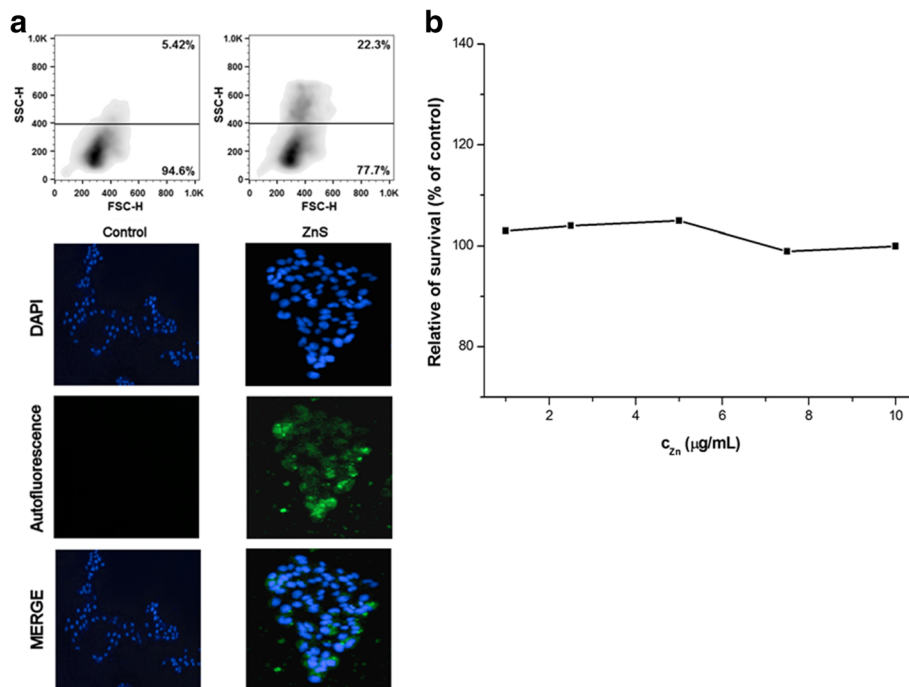 a
1.0K
800
600
400
200
0
SSC-H
5.42%
94.6%
0 200 400 600 800 1.0K
FSC-H
1.0K
800
600
400
200
0
SSC-H
22.3%
77.7%
0 200 400 600 800 1.0K
FSC-H
Control
ZnS
DAPI
Autofluorescence
MERGE
b
140
120
100
80
Relative of survival (% of control)
2 4 6 8 10
cZn (μg/mL)